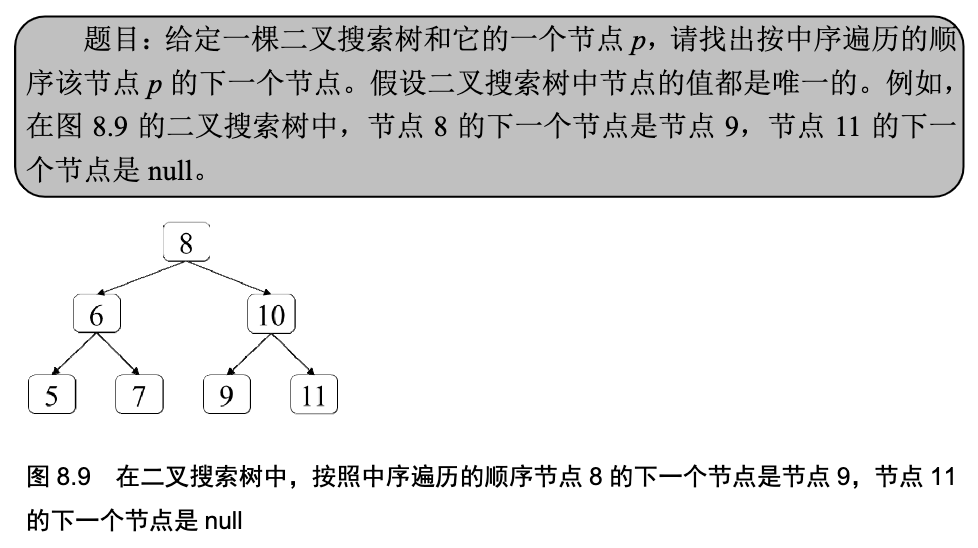 题目：给定一棵二叉搜索树和它的一个节点 p，请找出按中序遍历的顺
序该节点 p 的下一个节点。假设二叉搜索树中节点的值都是唯一的。例如，
在图 8.9 的二叉搜索树中，节点 8 的下一个节点是节点 9，节点 11 的下一
个节点是 null。
8
6 10
5 7 9 11
图 8.9 在二叉搜索树中，按照中序遍历的顺序节点 8 的下一个节点是节点 9，节点 11
的下一个节点是 null